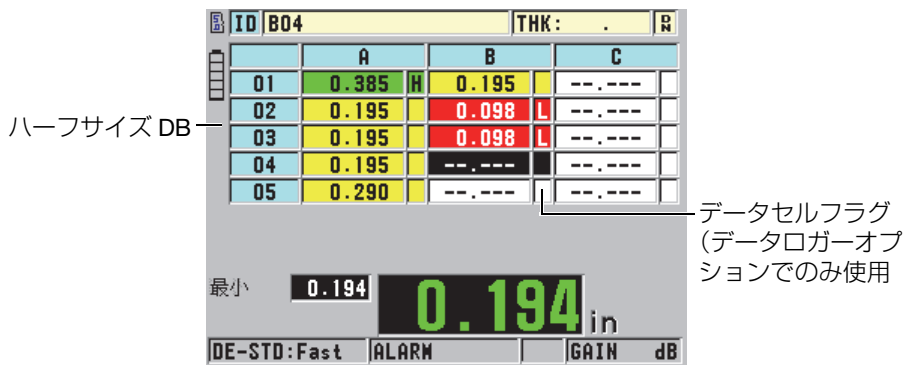 ID B04 THK: . DN
A B C
01 0.385 H 0.195 --.---
02 0.195 0.098 L --.---
03 0.195 0.098 L --.---
04 0.195 --.--- --.---
05 0.290 --.--- --.---
ハーフサイズ DB
データセルフラグ
（データロガーオプ
ションでのみ使用
最小 0.194 0.194 in
DE-STD:Fast ALARM GAIN dB